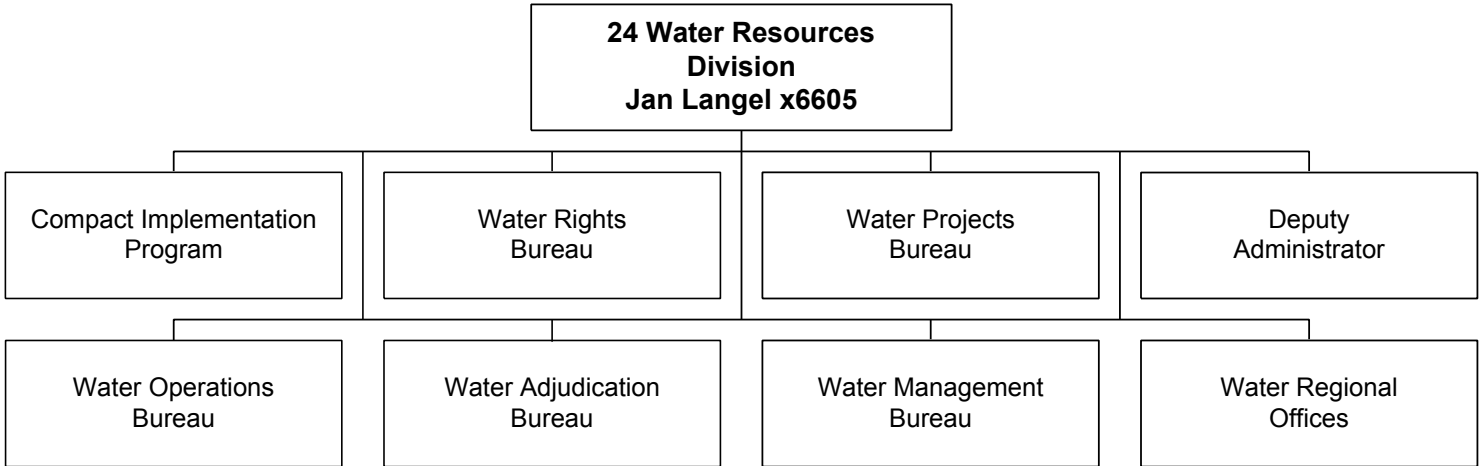 24 Water Resources
Division
Jan Langel x6605
Compact Implementation
Program
Water Rights
Bureau
Water Projects
Bureau
Deputy
Administrator
Water Operations
Bureau
Water Adjudication
Bureau
Water Management
Bureau
Water Regional
Offices